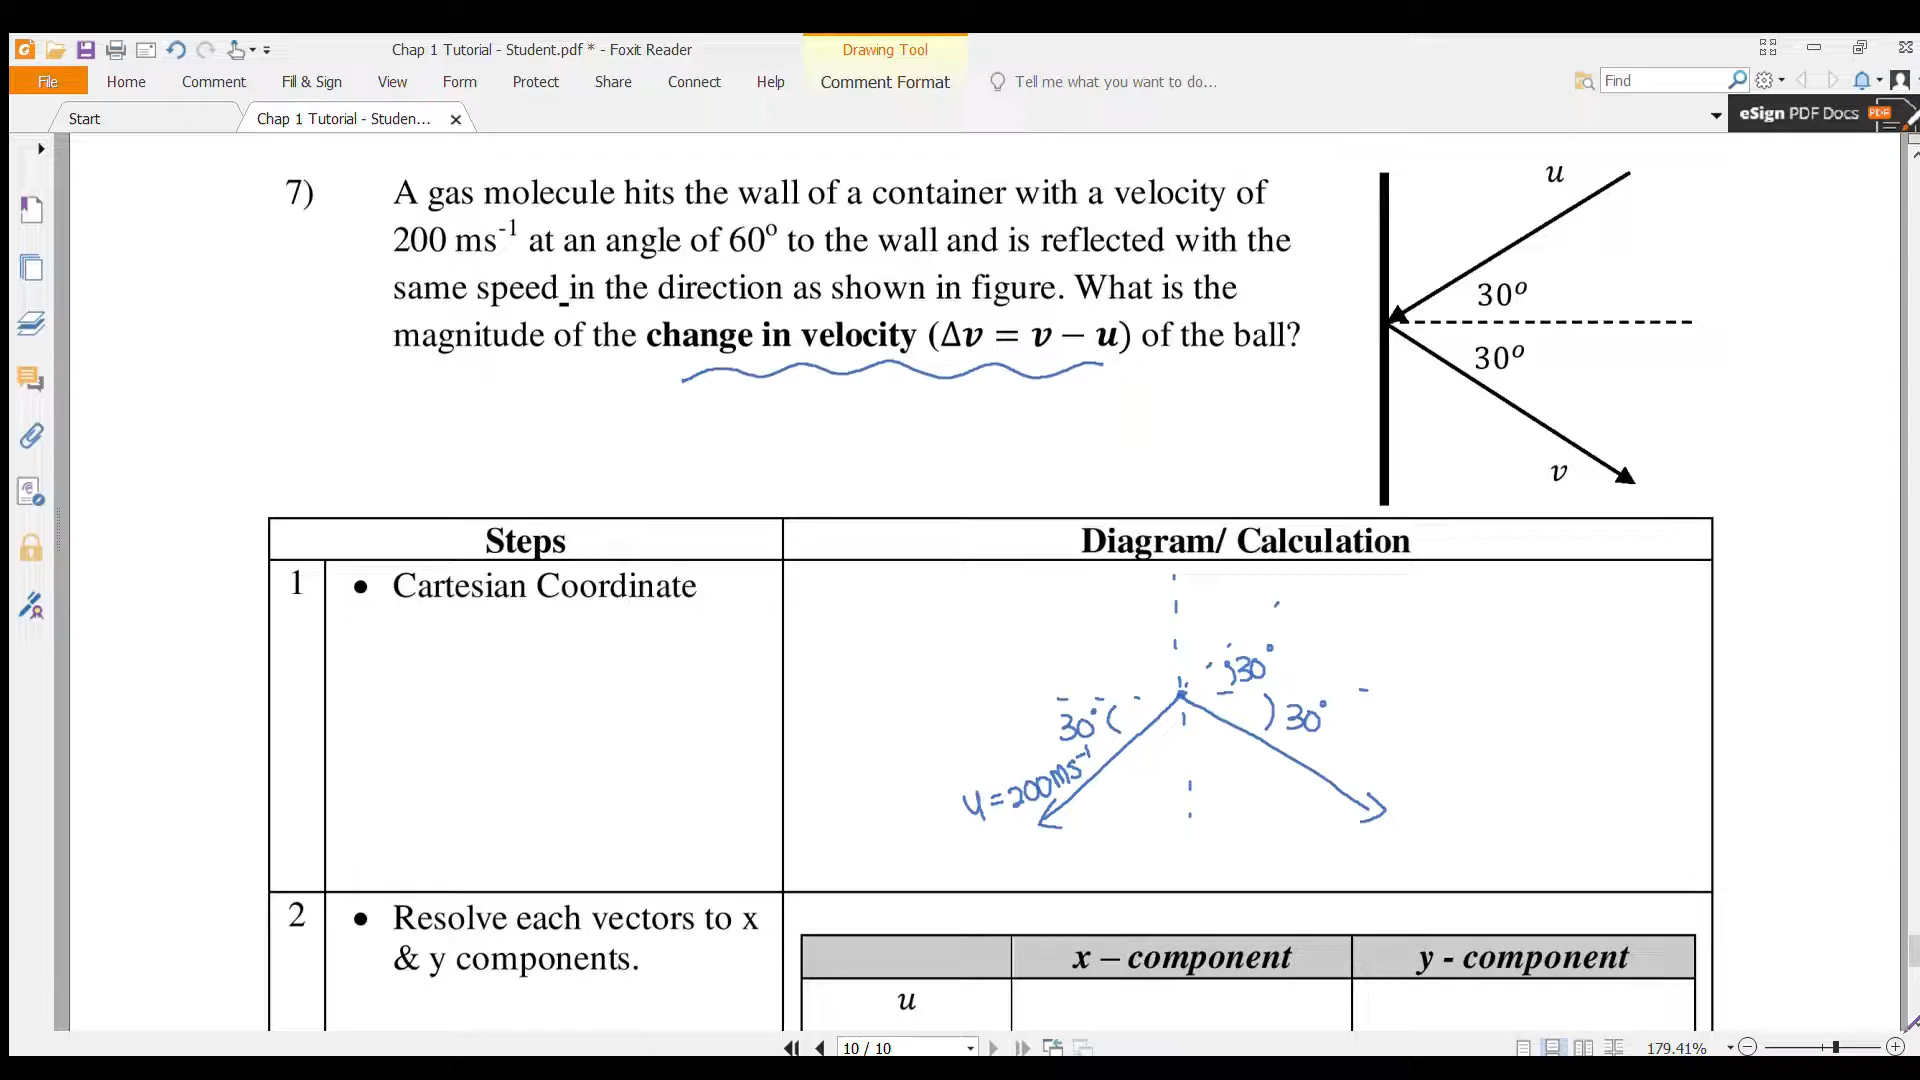 Chap 1 Tutorial - Student.pdf * - Foxit Reader
Drawing Tool
File Home Comment Fill & Sign View Form Protect Share Connect Help Comment Format Tell me what you want to do... Find
Start Chap 1 Tutorial - Studen... eSign PDF Docs PDF
7) A gas molecule hits the wall of a container with a velocity of
200 ms⁻¹ at an angle of 60º to the wall and is reflected with the
same speed in the direction as shown in figure. What is the
magnitude of the change in velocity (Δv = v − u) of the ball?
u
30º
30º
v
Steps Diagram/ Calculation
1 • Cartesian Coordinate
30°
30° 30°
u=200ms⁻¹
2 • Resolve each vectors to x
& y components.
x – component y - component
u
10 / 10 179.41%